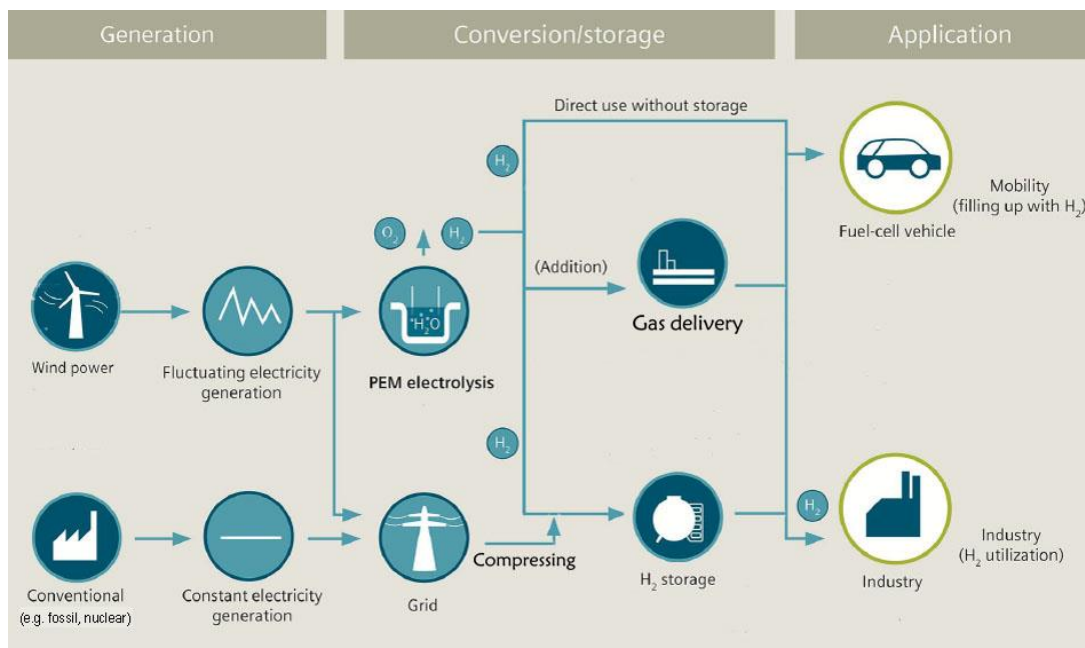 Generation
Conversion/storage
Application
Direct use without storage
H₂
Mobility
(filling up with H₂)
Fuel-cell vehicle
O₂
H₂
(Addition)
Gas delivery
H₂O
Wind power
Fluctuating electricity
generation
PEM electrolysis
H₂
H₂
Industry
(H₂ utilization)
Compressing
Conventional
(e.g. fossil, nuclear)
Constant electricity
generation
Grid
H₂ storage
Industry